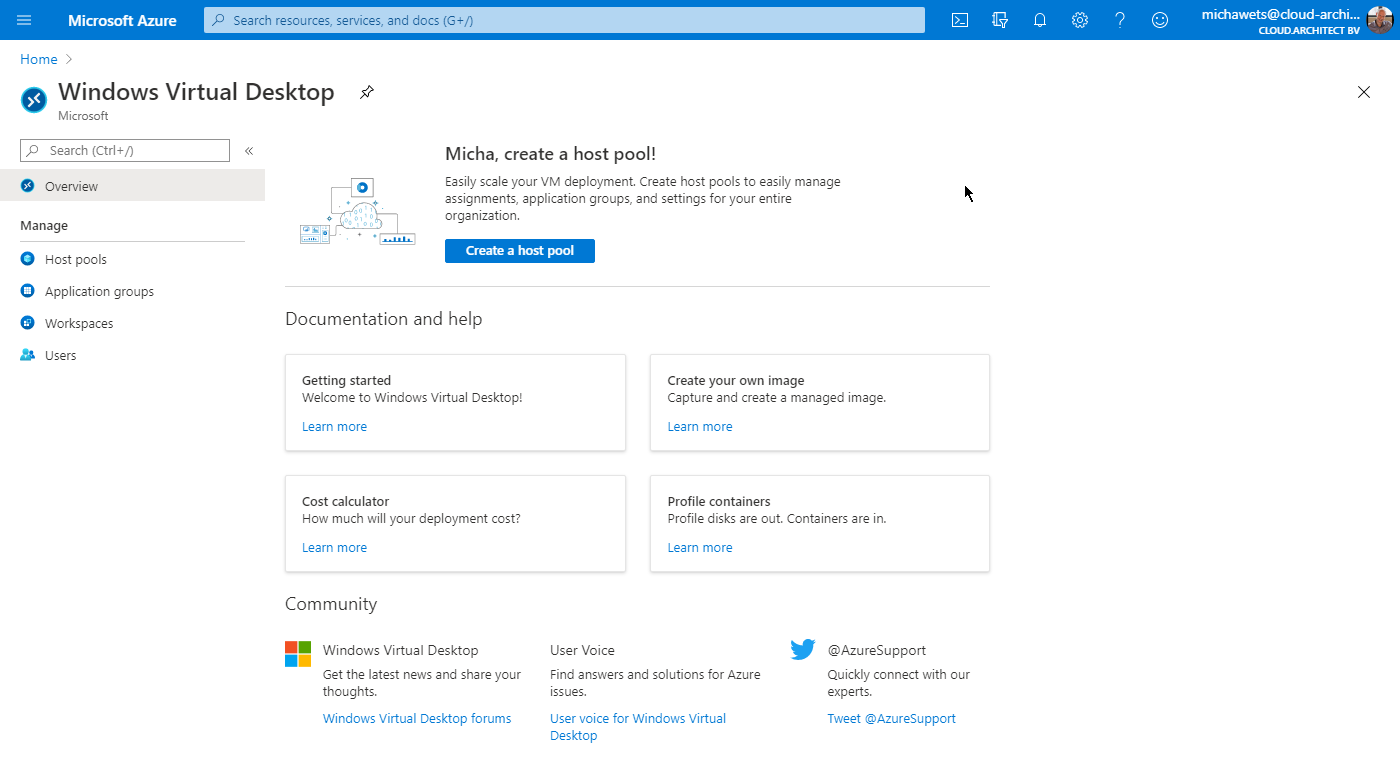 Microsoft Azure
Search resources, services, and docs (G+/)
michawets@cloud-archi...
CLOUD.ARCHITECT BV
Home
Windows Virtual Desktop
Microsoft
Search (Ctrl+/)
Overview
Manage
Host pools
Application groups
Workspaces
Users
Micha, create a host pool!
Easily scale your VM deployment. Create host pools to easily manage
assignments, application groups, and settings for your entire
organization.
Create a host pool
Documentation and help
Getting started
Welcome to Windows Virtual Desktop!
Learn more
Create your own image
Capture and create a managed image.
Learn more
Cost calculator
How much will your deployment cost?
Learn more
Profile containers
Profile disks are out. Containers are in.
Learn more
Community
Windows Virtual Desktop
Get the latest news and share your
thoughts.
Windows Virtual Desktop forums
User Voice
Find answers and solutions for Azure
issues.
User voice for Windows Virtual
Desktop
@AzureSupport
Quickly connect with our
experts.
Tweet @AzureSupport